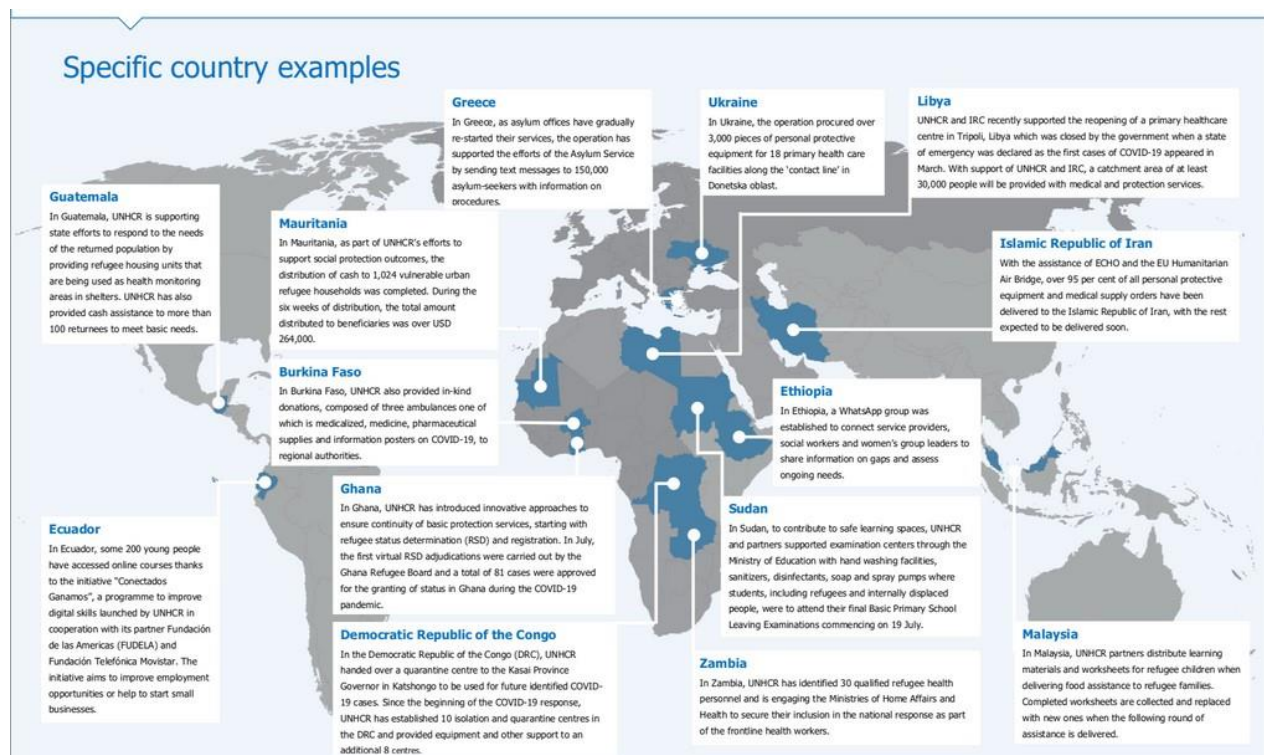 Specific country examples
Greece
In Greece, as asylum offices have gradually
re-started their services, the operation has
supported the efforts of the Asylum Service
by sending text messages to 150,000
asylum-seekers with information on
procedures.
Ukraine
In Ukraine, the operation procured over
3,000 pieces of personal protective
equipment for 18 primary health care
facilities along the 'contact line' in
Donetska oblast.
Libya
UNHCR and IRC recently supported the reopening of a primary healthcare
centre in Tripoli, Libya which was closed by the government when a state
of emergency was declared as the first cases of COVID-19 appeared in
March. With support of UNHCR and IRC, a catchment area of at least
30,000 people will be provided with medical and protection services.
Guatemala
In Guatemala, UNHCR is supporting
state efforts to respond to the needs
of the returned population by
providing refugee housing units that
are being used as health monitoring
areas in shelters. UNHCR has also
provided cash assistance to more than
100 returnees to meet basic needs.
Mauritania
In Mauritania, as part of UNHCR's efforts to
support social protection outcomes, the
distribution of cash to 1,024 vulnerable urban
refugee households was completed. During the
six weeks of distribution, the total amount
distributed to beneficiaries was over USD
264,000.
Islamic Republic of Iran
With the assistance of ECHO and the EU Humanitarian
Air Bridge, over 95 per cent of all personal protective
equipment and medical supply orders have been
delivered to the Islamic Republic of Iran, with the rest
expected to be delivered soon.
Burkina Faso
In Burkina Faso, UNHCR also provided in-kind
donations, composed of three ambulances one of
which is medicalized, medicine, pharmaceutical
supplies and information posters on COVID-19, to
regional authorities.
Ethiopia
In Ethiopia, a WhatsApp group was
established to connect service providers,
social workers and women's group leaders to
share information on gaps and assess
ongoing needs.
Ghana
In Ghana, UNHCR has introduced innovative approaches to
ensure continuity of basic protection services, starting with
refugee status determination (RSD) and registration. In July,
the first virtual RSD adjudications were carried out by the
Ghana Refugee Board and a total of 81 cases were approved
for the granting of status in Ghana during the COVID-19
pandemic.
Sudan
In Sudan, to contribute to safe learning spaces, UNHCR
and partners supported examination centers through the
Ministry of Education with hand washing facilities,
sanitizers, disinfectants, soap and spray pumps where
students, including refugees and internally displaced
people, were to attend their final Basic Primary School
Leaving Examinations commencing on 19 July.
Ecuador
In Ecuador, some 200 young people
have accessed online courses thanks
to the initiative "Conectados
Ganamos", a programme to improve
digital skills launched by UNHCR in
cooperation with its partner Fundación
de las Americas (FUDELA) and
Fundación Telefónica Movistar. The
initiative aims to improve employment
opportunities or help to start small
businesses.
Democratic Republic of the Congo
In the Democratic Republic of the Congo (DRC), UNHCR
handed over a quarantine centre to the Kasai Province
Governor in Katshongo to be used for future identified COVID-
19 cases. Since the beginning of the COVID-19 response,
UNHCR has established 10 isolation and quarantine centres in
the DRC and provided equipment and other support to an
additional 8 centres.
Zambia
In Zambia, UNHCR has identified 30 qualified refugee health
personnel and is engaging the Ministries of Home Affairs and
Health to secure their inclusion in the national response as part
of the frontline health workers.
Malaysia
In Malaysia, UNHCR partners distribute learning
materials and worksheets for refugee children when
delivering food assistance to refugee families.
Completed worksheets are collected and replaced
with new ones when the following round of
assistance is delivered.